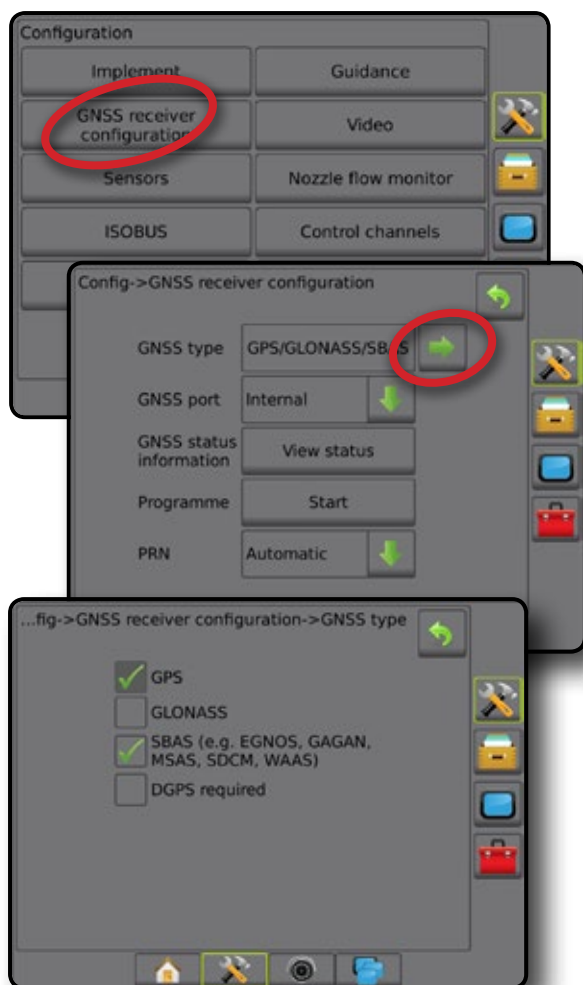 Configuration
Implement
Guidance
GNSS receiver
configuration
Video
Sensors
Nozzle flow monitor
ISOBUS
Control channels
Config->GNSS receiver configuration
GNSS type
GPS/GLONASS/SBAS
GNSS port
Internal
GNSS status
information
View status
Programme
Start
PRN
Automatic
...fig->GNSS receiver configuration->GNSS type
GPS
GLONASS
SBAS (e.g. EGNOS, GAGAN,
MSAS, SDCM, WAAS)
DGPS required